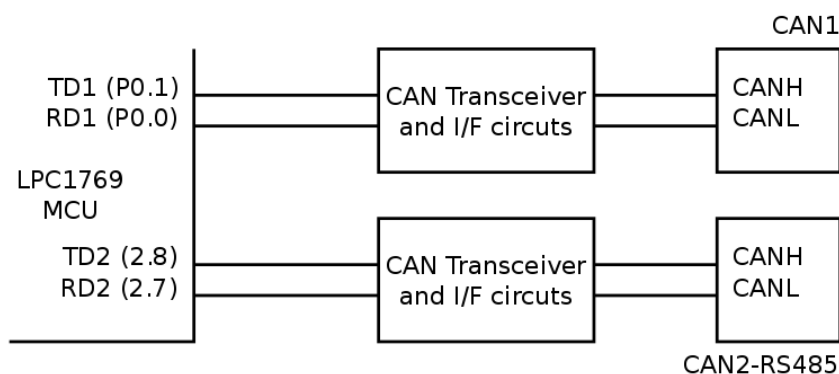 CAN1
TD1 (P0.1)
RD1 (P0.0)
CAN Transceiver
and I/F circuts
CANH
CANL
LPC1769
MCU
TD2 (2.8)
RD2 (2.7)
CAN Transceiver
and I/F circuts
CANH
CANL
CAN2-RS485